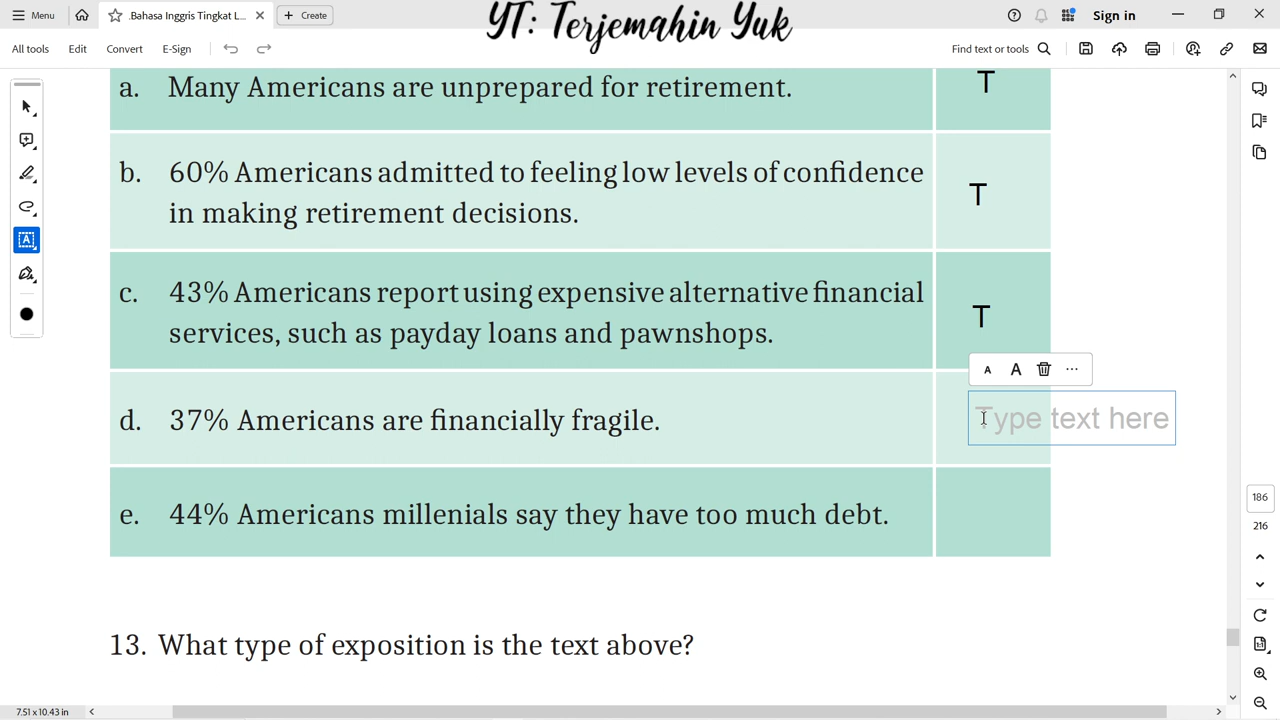 Menu
.Bahasa Inggris Tingkat L...
Create
YT: Terjemahin Yuk
Sign in
All tools
Edit
Convert
E-Sign
Find text or tools
a. Many Americans are unprepared for retirement.
T
b. 60% Americans admitted to feeling low levels of confidence
in making retirement decisions.
T
c. 43% Americans report using expensive alternative financial
services, such as payday loans and pawnshops.
T
A A ...
d. 37% Americans are financially fragile.
Type text here
e. 44% Americans millenials say they have too much debt.
13. What type of exposition is the text above?
186
216
7.51 x 10.43 in